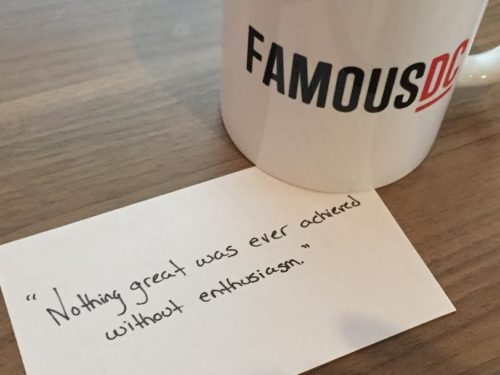 FAMOUSDC
“Nothing great was ever achieved
without enthusiasm.”